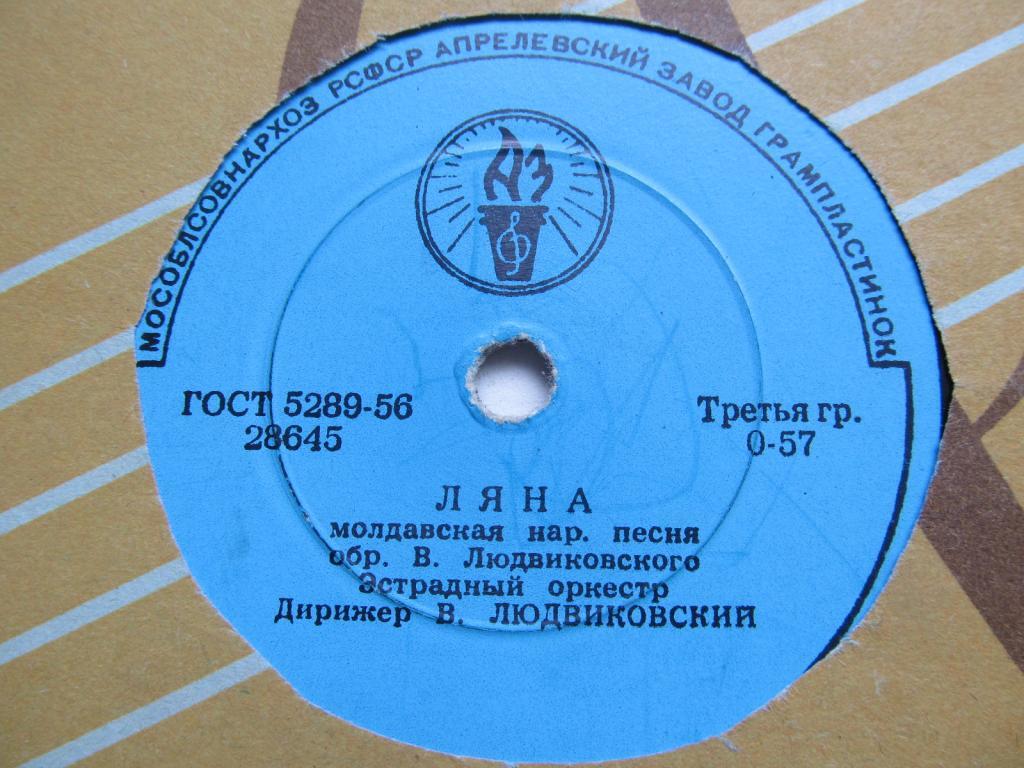 МОСОБЛСОВНАРХОЗ РСФСР АПРЕЛЕВСКИЙ ЗАВОД ГРАМПЛАСТИНОК
АЗ
ГОСТ 5289-56
28645
Третья гр.
0-57
ЛЯНА
молдавская нар. песня
обр. В. Людвиковского
Эстрадный оркестр
Дирижер В. ЛЮДВИКОВСКИЙ